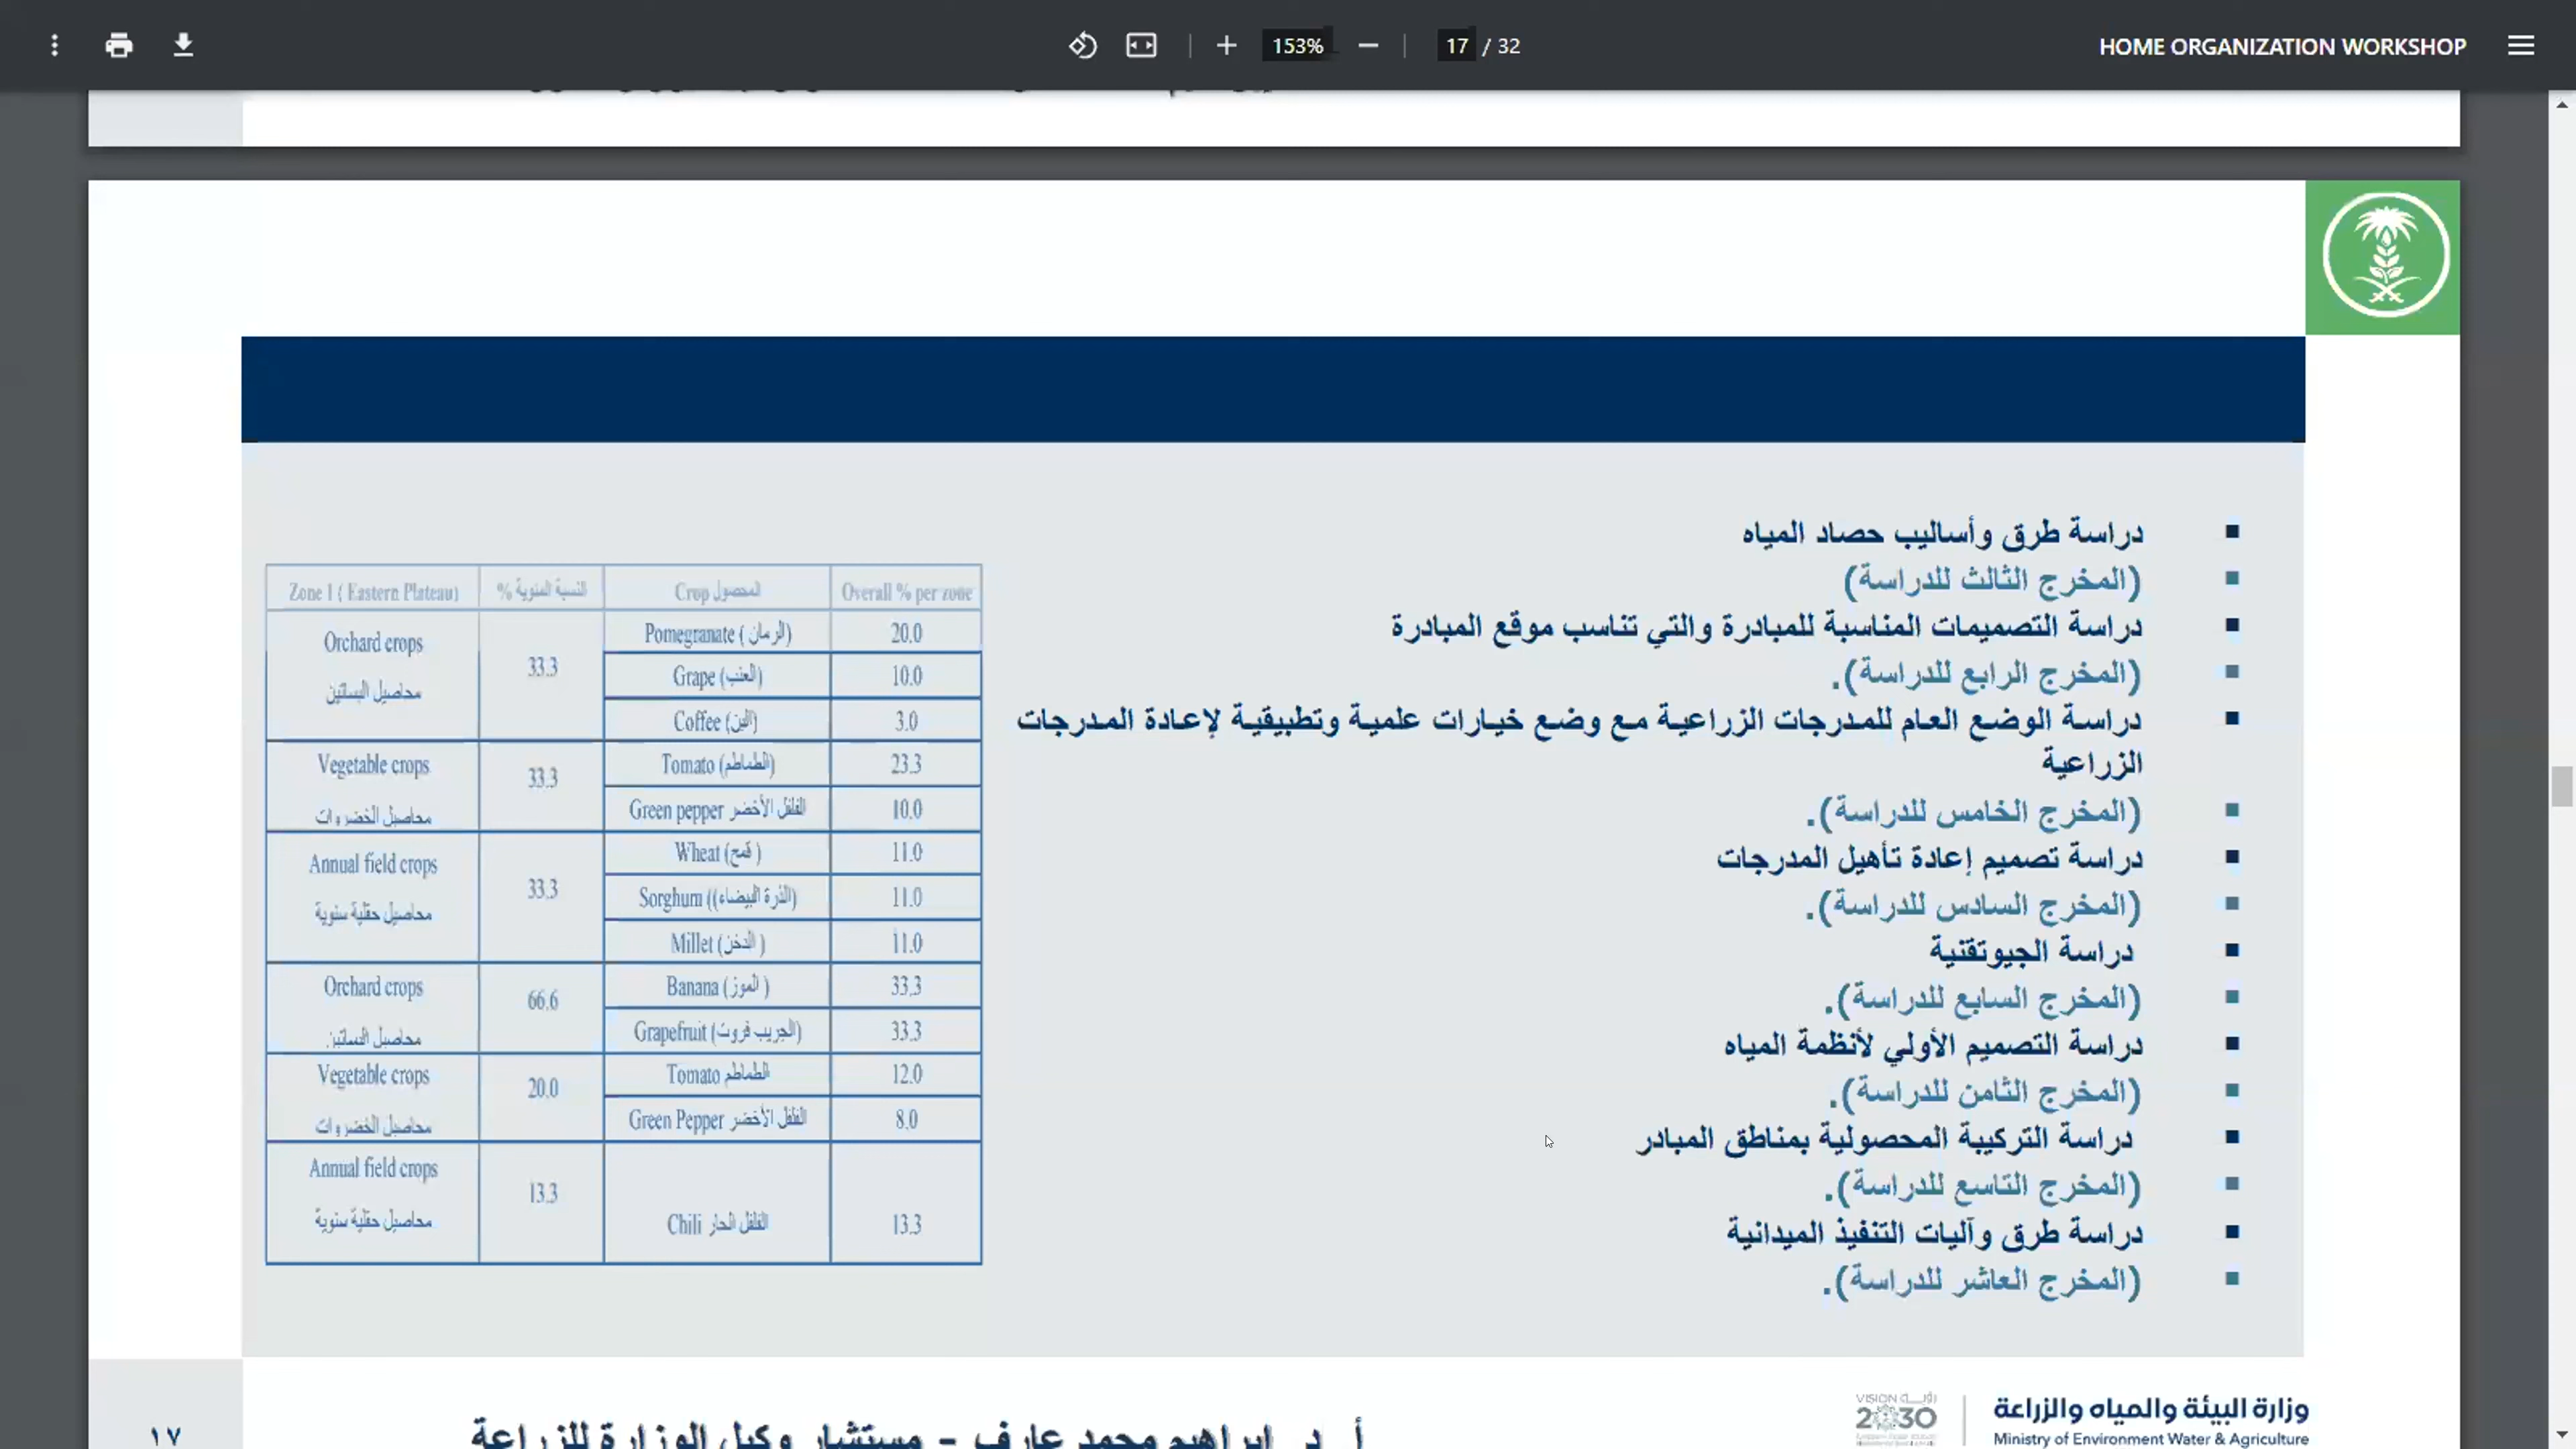 153%
17 / 32
HOME ORGANIZATION WORKSHOP
دراسة طرق وأساليب حصاد المياه
(المخرج الثالث للدراسة)
دراسة التصميمات المناسبة للمبادرة والتي تناسب موقع المبادرة
(المخرج الرابع للدراسة).
دراسة الوضع العام للمدرجات الزراعية مع وضع خيارات علمية وتطبيقية لإعادة المدرجات
الزراعية
(المخرج الخامس للدراسة).
دراسة تصميم إعادة تأهيل المدرجات
(المخرج السادس للدراسة).
دراسة الجيوتقنية
(المخرج السابع للدراسة).
دراسة التصميم الأولي لأنظمة المياه
(المخرج الثامن للدراسة).
دراسة التركيبة المحصولية بمناطق المبادر
(المخرج التاسع للدراسة).
دراسة طرق وآليات التنفيذ الميدانية
(المخرج العاشر للدراسة).
Zone 1 ( Eastern Plateau) النسبة المئوية % Crop المحصول Overall % per zone
Orchard crops محاصيل البساتين 33.3 Pomegranate (الرمان) 20.0
Grape (العنب) 10.0
Coffee (البن) 3.0
Vegetable crops محاصيل الخضروات 33.3 Tomato (الطماطم) 23.3
Green pepper الفلفل الأخضر 10.0
Annual field crops محاصيل حقلية سنوية 33.3 Wheat (قمح) 11.0
Sorghum ((الذرة البيضاء) 11.0
Millet (الدخن) 11.0
Orchard crops محاصيل البساتين 66.6 Banana (الموز) 33.3
Grapefruit (الجريب فروت) 33.3
Vegetable crops محاصيل الخضروات 20.0 Tomato الطماطم 12.0
Green Pepper الفلفل الأخضر 8.0
Annual field crops محاصيل حقلية سنوية 13.3 Chili الفلفل الحار 13.3
١٧
أ. د. إبراهيم محمد عارف – مستشار وكيل الوزارة للزراعة
VISION رؤية
2030
وزارة البيئة والمياه والزراعة
Ministry of Environment Water & Agriculture